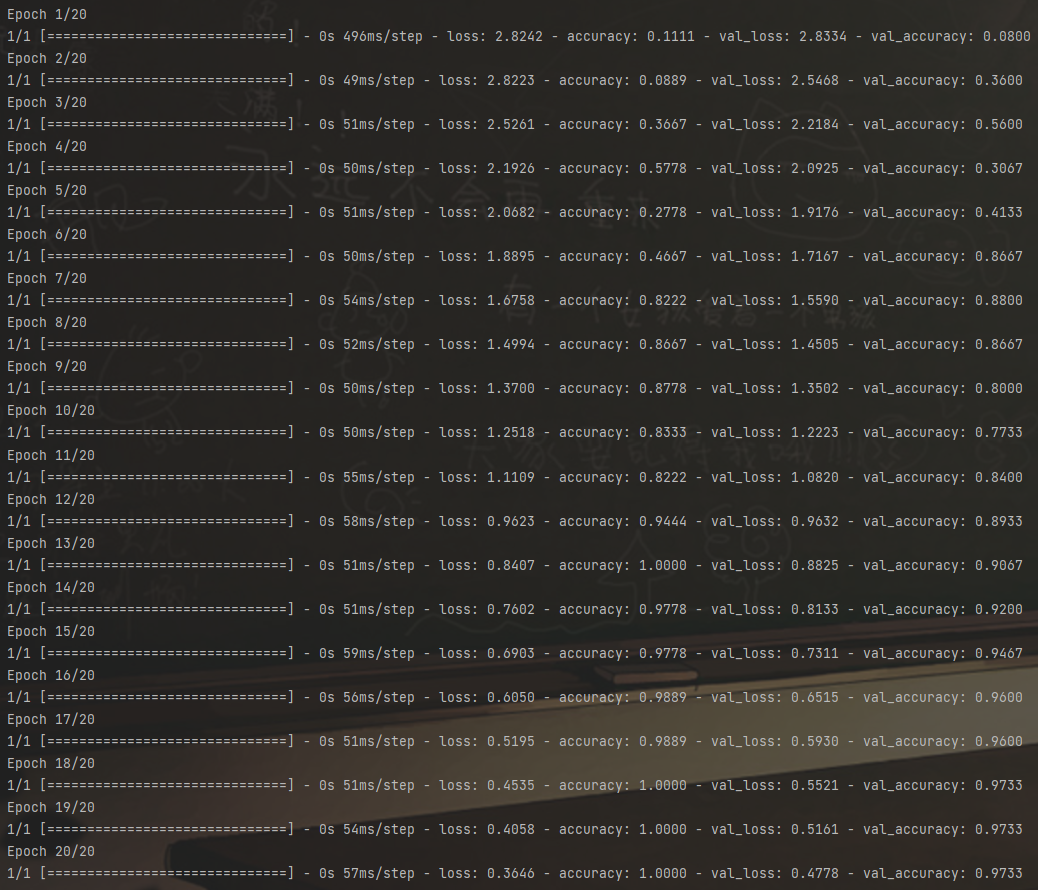 Epoch 1/20
1/1 [==============================] - 0s 496ms/step - loss: 2.8242 - accuracy: 0.1111 - val_loss: 2.8334 - val_accuracy: 0.0800
Epoch 2/20
1/1 [==============================] - 0s 49ms/step - loss: 2.8223 - accuracy: 0.0889 - val_loss: 2.5468 - val_accuracy: 0.3600
Epoch 3/20
1/1 [==============================] - 0s 51ms/step - loss: 2.5261 - accuracy: 0.3667 - val_loss: 2.2184 - val_accuracy: 0.5600
Epoch 4/20
1/1 [==============================] - 0s 50ms/step - loss: 2.1926 - accuracy: 0.5778 - val_loss: 2.0925 - val_accuracy: 0.3067
Epoch 5/20
1/1 [==============================] - 0s 51ms/step - loss: 2.0682 - accuracy: 0.2778 - val_loss: 1.9176 - val_accuracy: 0.4133
永远不会再重来
Epoch 6/20
1/1 [==============================] - 0s 50ms/step - loss: 1.8895 - accuracy: 0.4667 - val_loss: 1.7167 - val_accuracy: 0.8667
Epoch 7/20
1/1 [==============================] - 0s 54ms/step - loss: 1.6758 - accuracy: 0.8222 - val_loss: 1.5590 - val_accuracy: 0.8800
有一个女孩爱着一个男孩
Epoch 8/20
1/1 [==============================] - 0s 52ms/step - loss: 1.4994 - accuracy: 0.8667 - val_loss: 1.4505 - val_accuracy: 0.8667
Epoch 9/20
1/1 [==============================] - 0s 50ms/step - loss: 1.3700 - accuracy: 0.8778 - val_loss: 1.3502 - val_accuracy: 0.8000
Epoch 10/20
1/1 [==============================] - 0s 50ms/step - loss: 1.2518 - accuracy: 0.8333 - val_loss: 1.2223 - val_accuracy: 0.7733
Epoch 11/20
1/1 [==============================] - 0s 55ms/step - loss: 1.1109 - accuracy: 0.8222 - val_loss: 1.0820 - val_accuracy: 0.8400
Epoch 12/20
1/1 [==============================] - 0s 58ms/step - loss: 0.9623 - accuracy: 0.9444 - val_loss: 0.9632 - val_accuracy: 0.8933
Epoch 13/20
1/1 [==============================] - 0s 51ms/step - loss: 0.8407 - accuracy: 1.0000 - val_loss: 0.8825 - val_accuracy: 0.9067
Epoch 14/20
1/1 [==============================] - 0s 51ms/step - loss: 0.7602 - accuracy: 0.9778 - val_loss: 0.8133 - val_accuracy: 0.9200
Epoch 15/20
1/1 [==============================] - 0s 59ms/step - loss: 0.6903 - accuracy: 0.9778 - val_loss: 0.7311 - val_accuracy: 0.9467
Epoch 16/20
1/1 [==============================] - 0s 56ms/step - loss: 0.6050 - accuracy: 0.9889 - val_loss: 0.6515 - val_accuracy: 0.9600
Epoch 17/20
1/1 [==============================] - 0s 51ms/step - loss: 0.5195 - accuracy: 0.9889 - val_loss: 0.5930 - val_accuracy: 0.9600
Epoch 18/20
1/1 [==============================] - 0s 51ms/step - loss: 0.4535 - accuracy: 1.0000 - val_loss: 0.5521 - val_accuracy: 0.9733
Epoch 19/20
1/1 [==============================] - 0s 54ms/step - loss: 0.4058 - accuracy: 1.0000 - val_loss: 0.5161 - val_accuracy: 0.9733
Epoch 20/20
1/1 [==============================] - 0s 57ms/step - loss: 0.3646 - accuracy: 1.0000 - val_loss: 0.4778 - val_accuracy: 0.9733